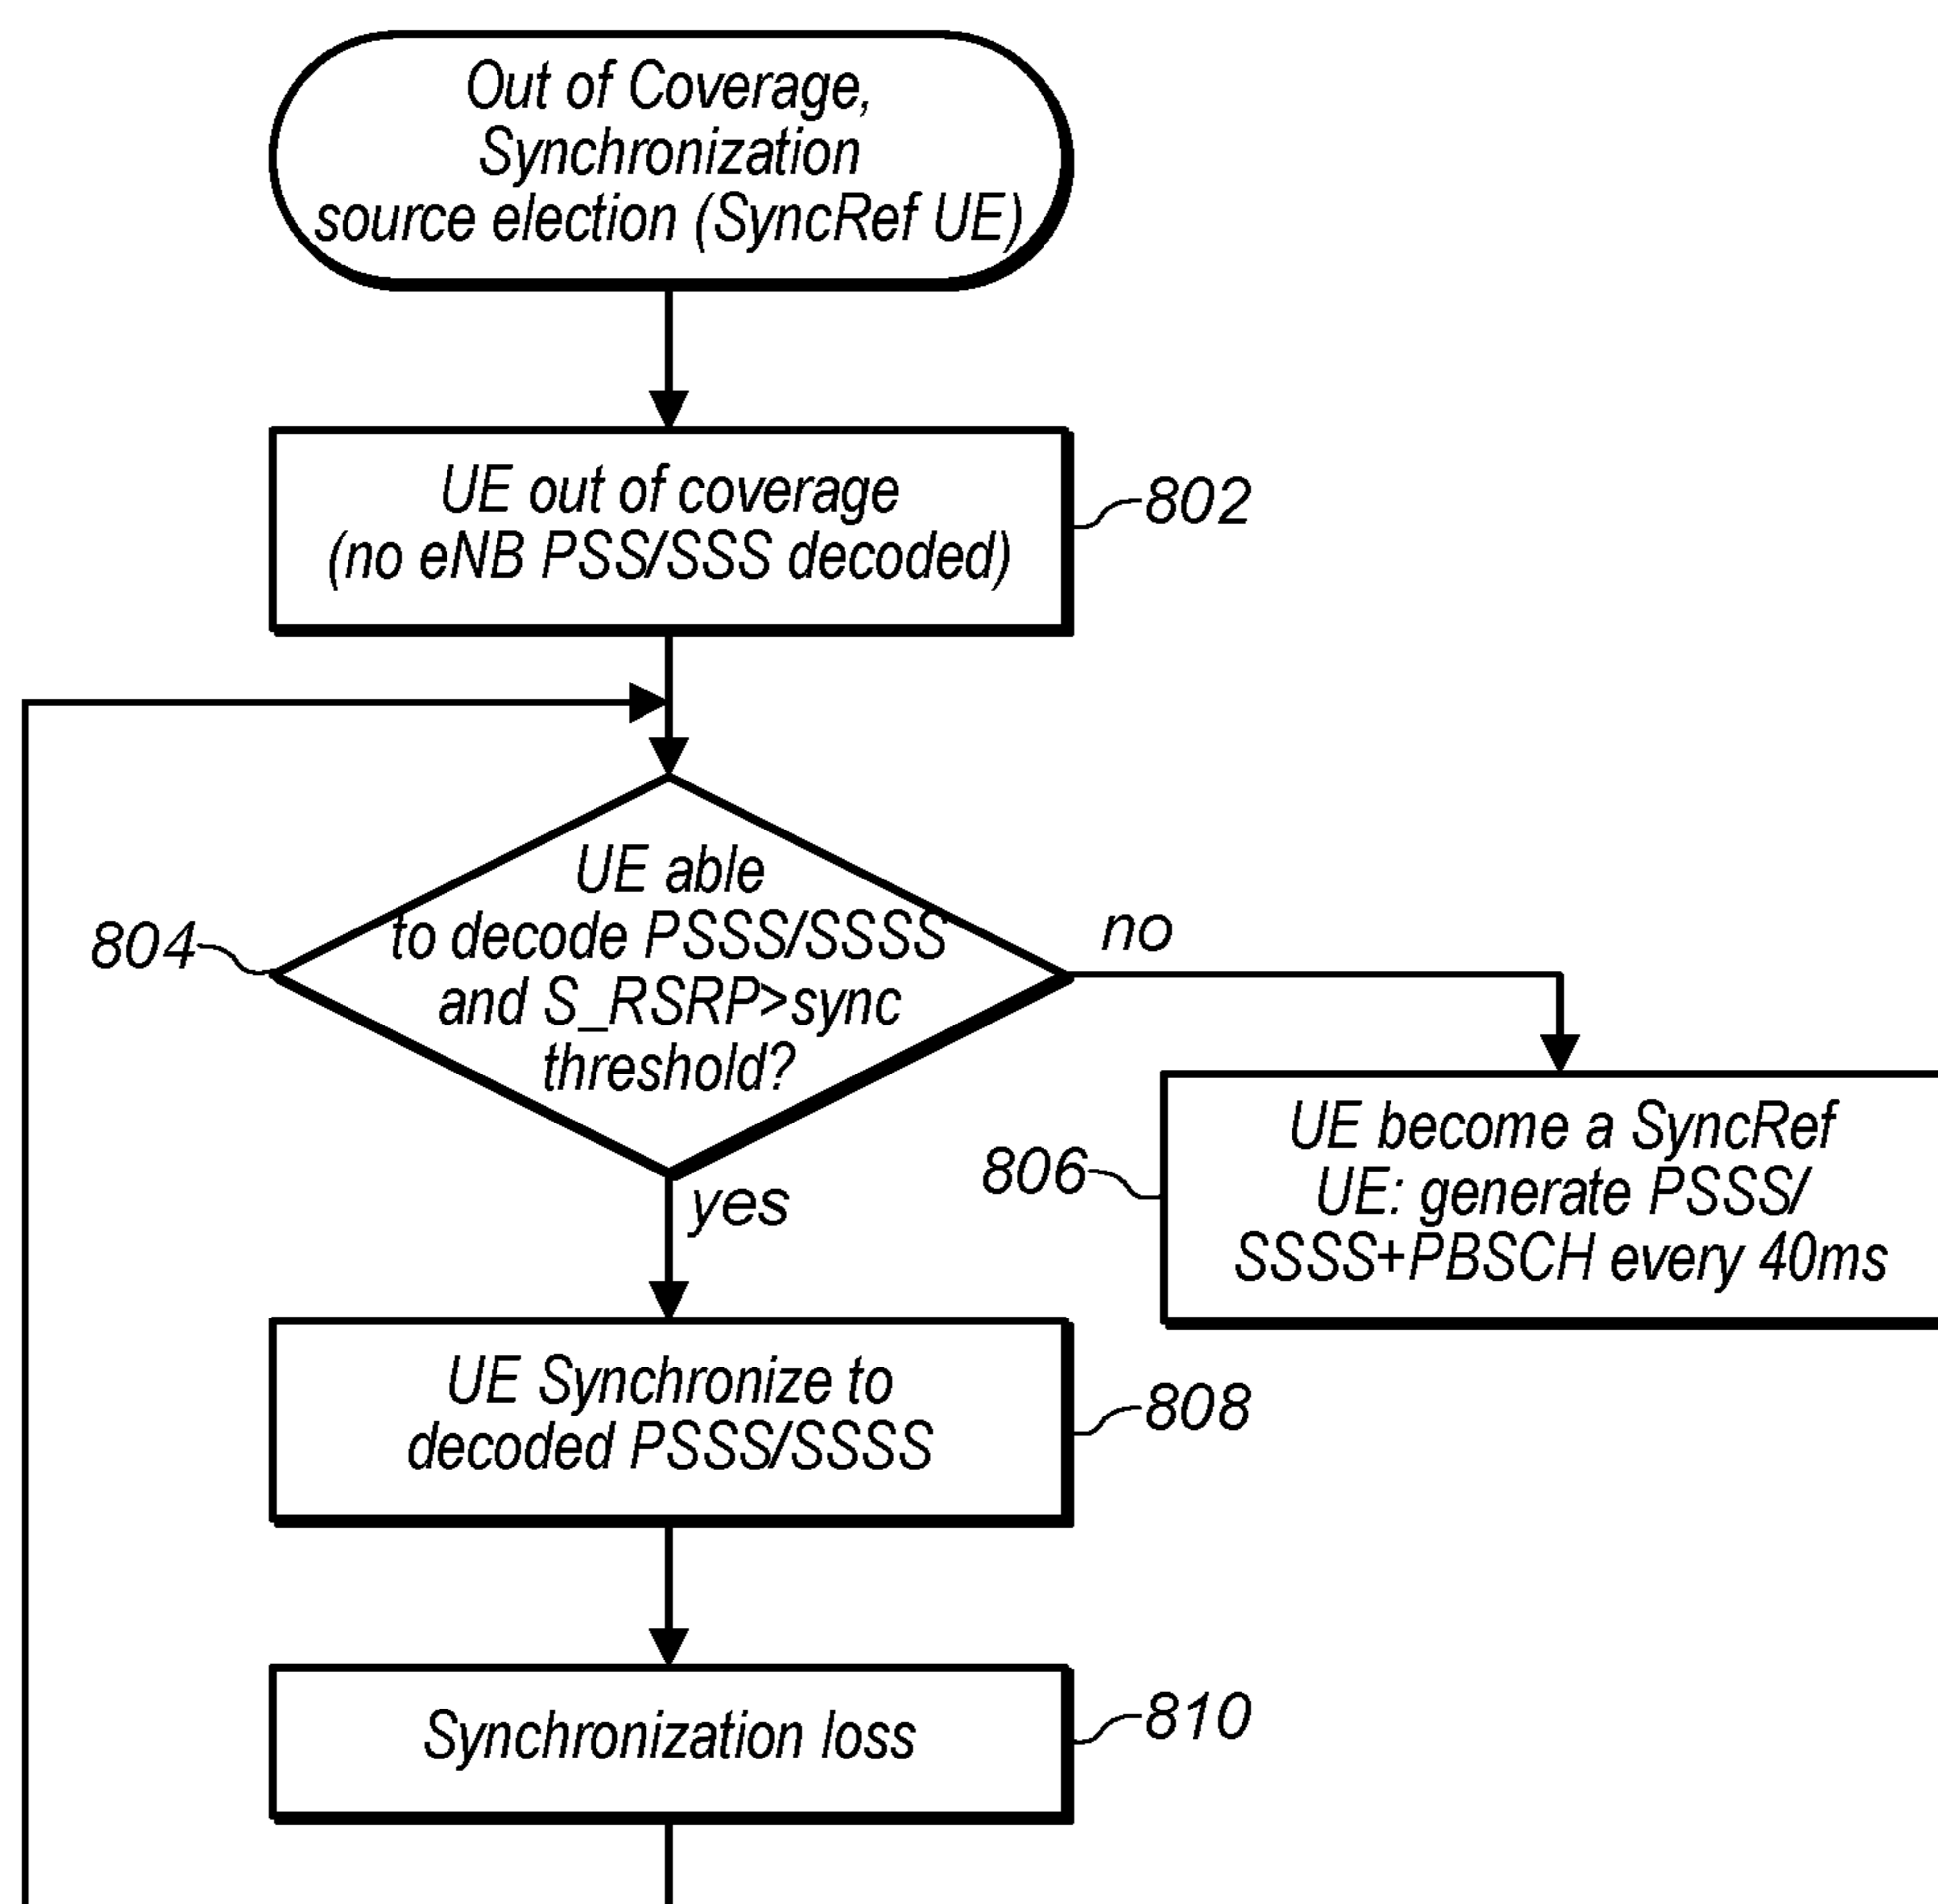 Out of Coverage,
Synchronization
source election (SyncRef UE)
UE out of coverage
(no eNB PSS/SSS decoded)
802
UE able
to decode PSSS/SSSS
and S_RSRP>sync
threshold?
804
no
yes
UE become a SyncRef
UE: generate PSSS/
SSSS+PBSCH every 40ms
806
UE Synchronize to
decoded PSSS/SSSS
808
Synchronization loss
810